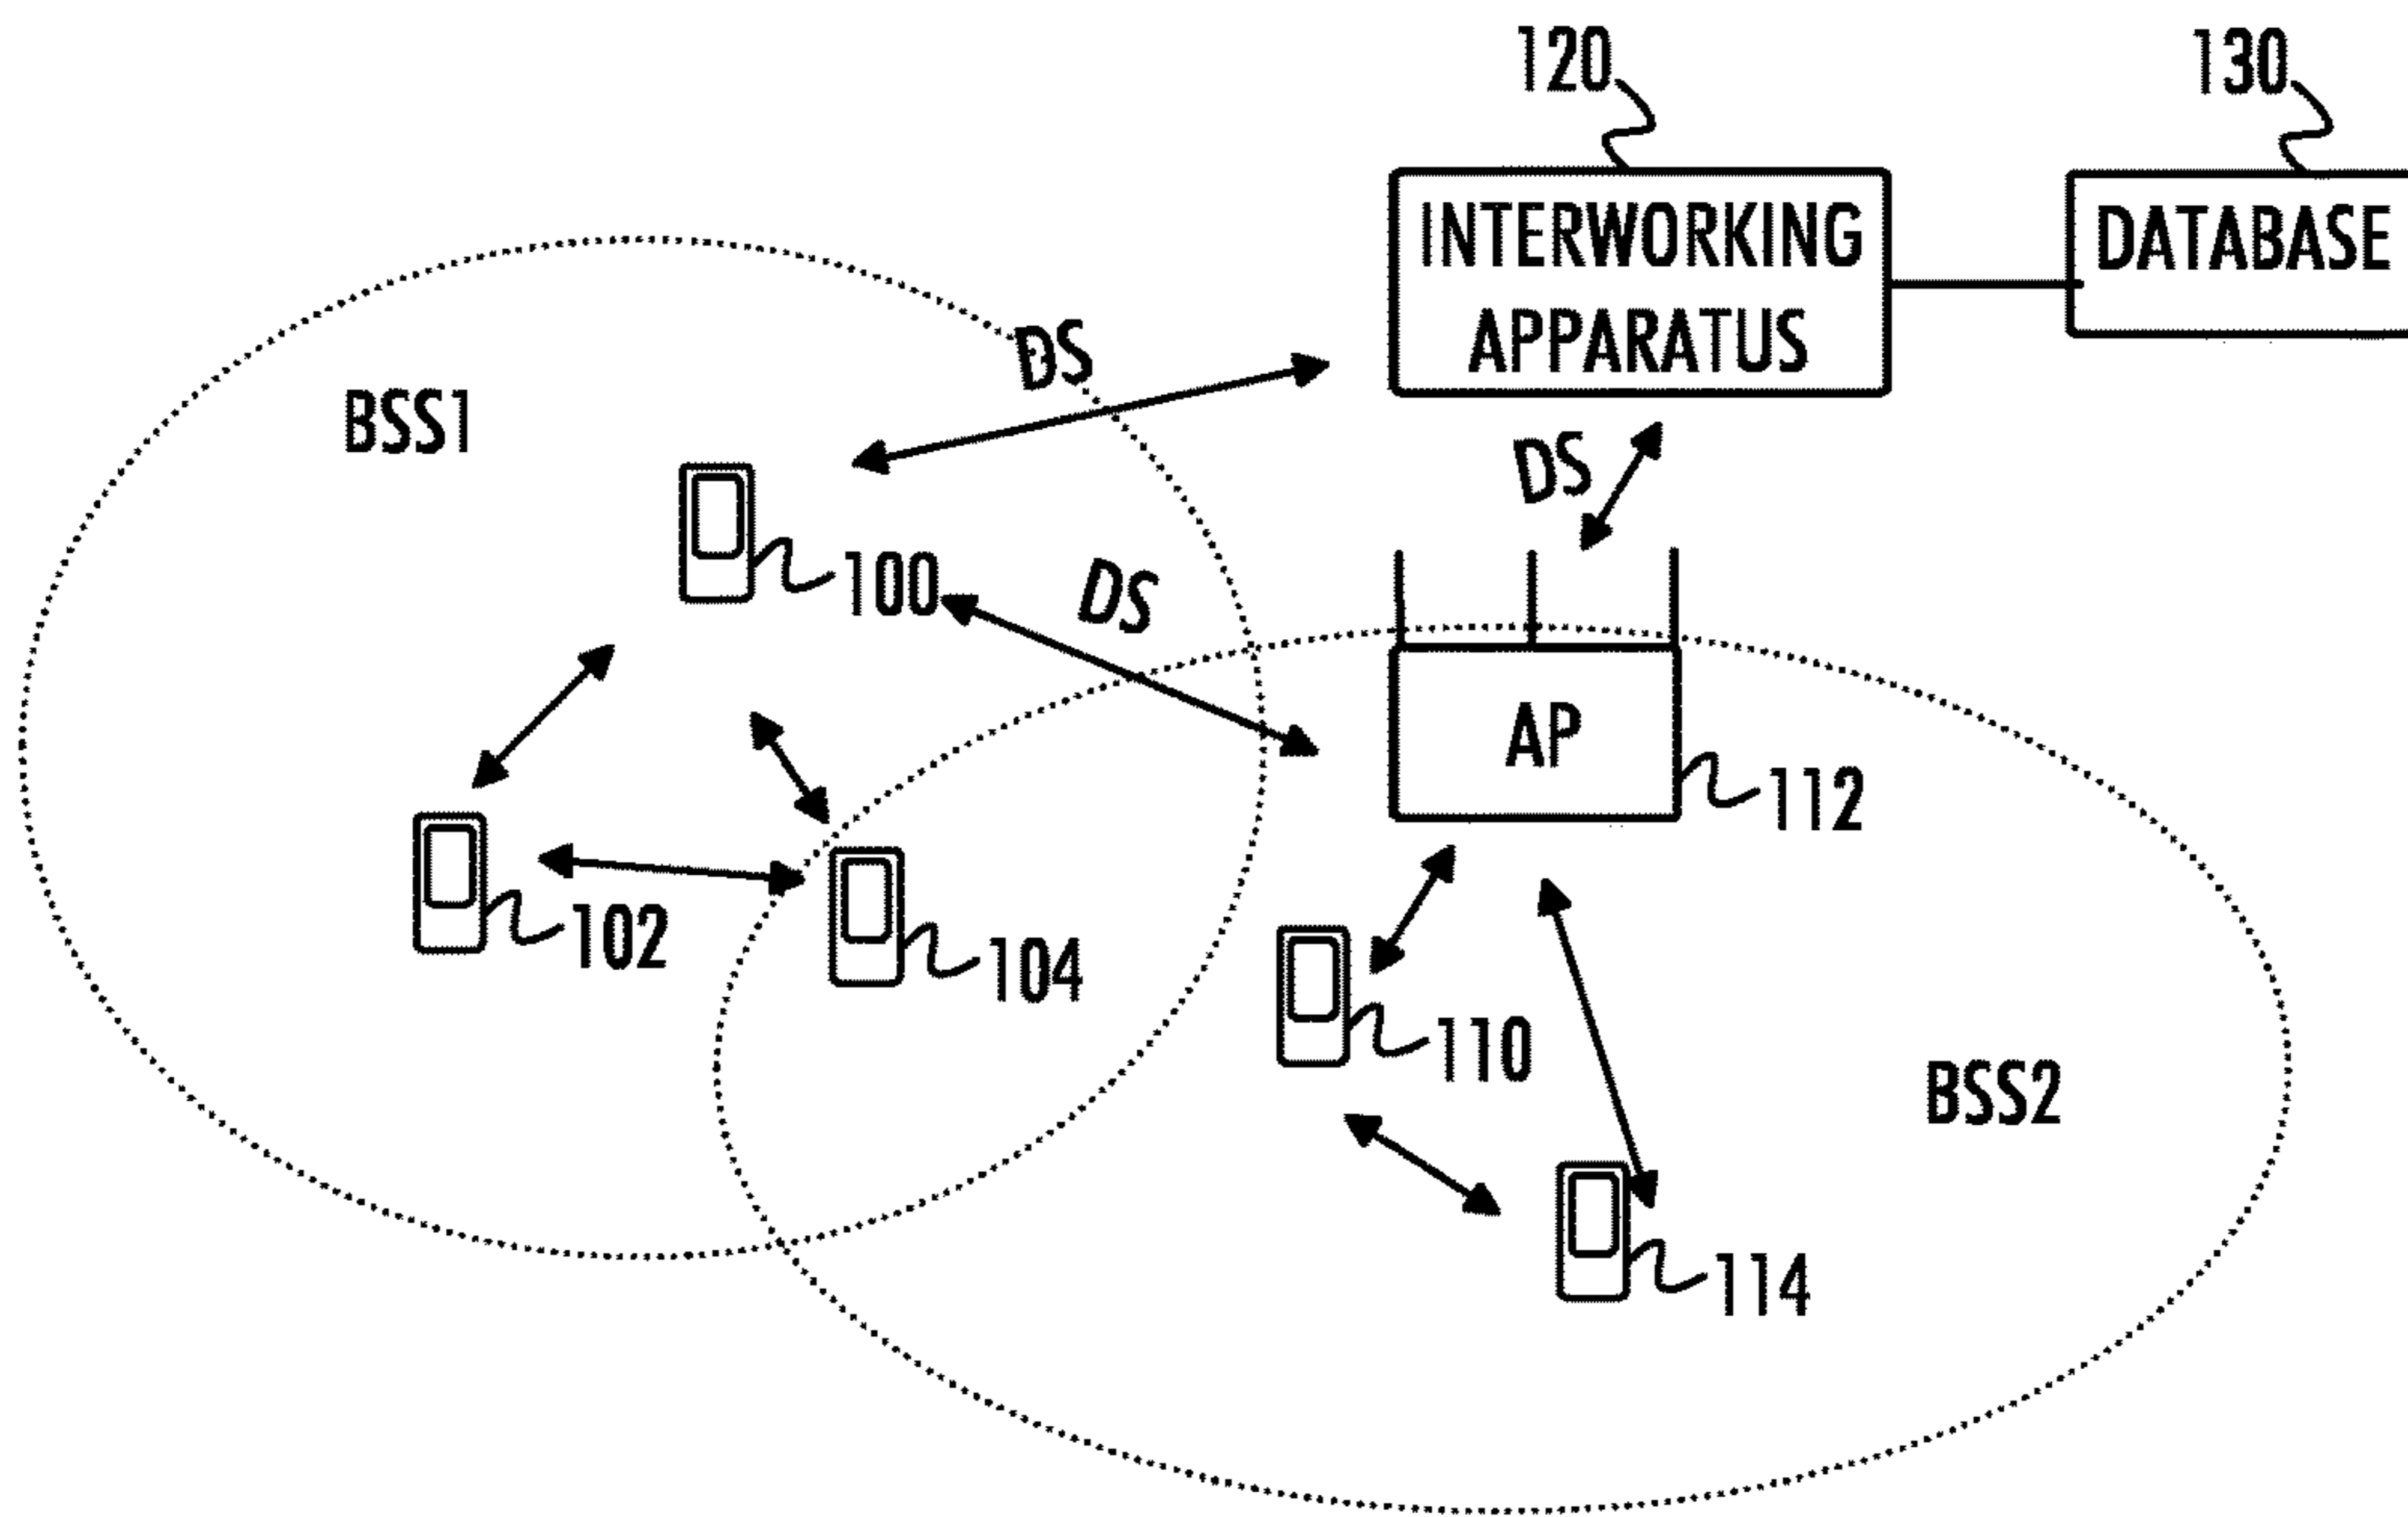 120
130
INTERWORKING
APPARATUS
DATABASE
DS
BSS1
DS
100
DS
AP
112
102
104
110
BSS2
114